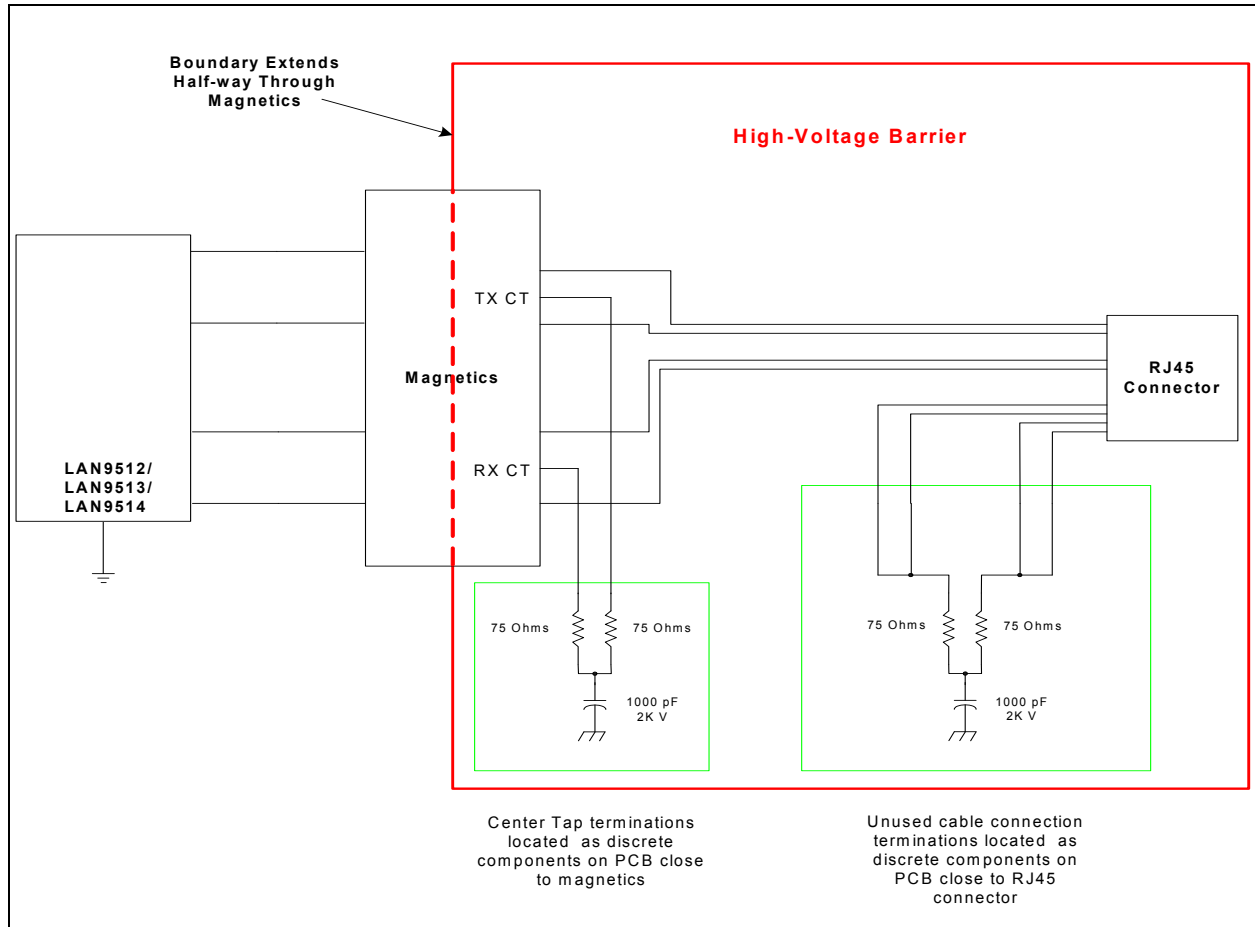 Boundary Extends
Half-way Through
Magnetics
High-Voltage Barrier
TX CT
Magnetics
RJ45
Connector
LAN9512/
LAN9513/
LAN9514
RX CT
75 Ohms
75 Ohms
1000 pF
2K V
75 Ohms
75 Ohms
1000 pF
2K V
Center Tap terminations
located as discrete
components on PCB close
to magnetics
Unused cable connection
terminations located as
discrete components on
PCB close to RJ45
connector